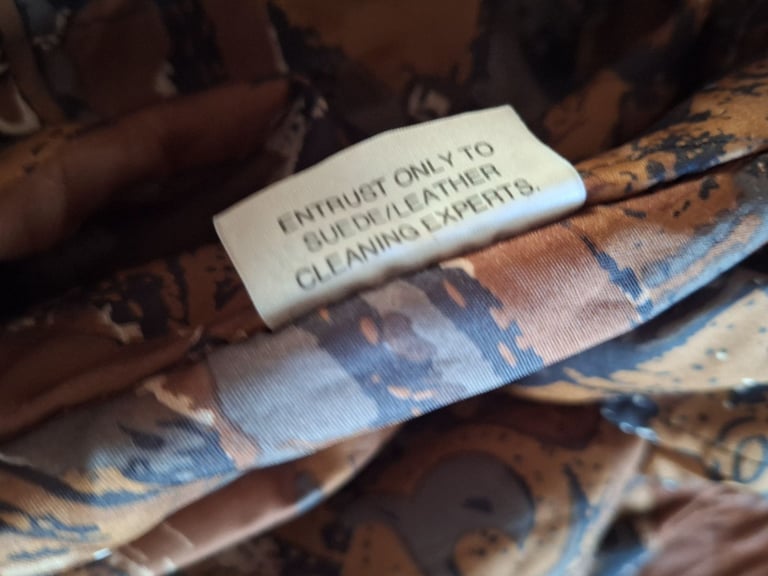 ENTRUST ONLY TO
SUEDE/LEATHER
CLEANING EXPERTS.